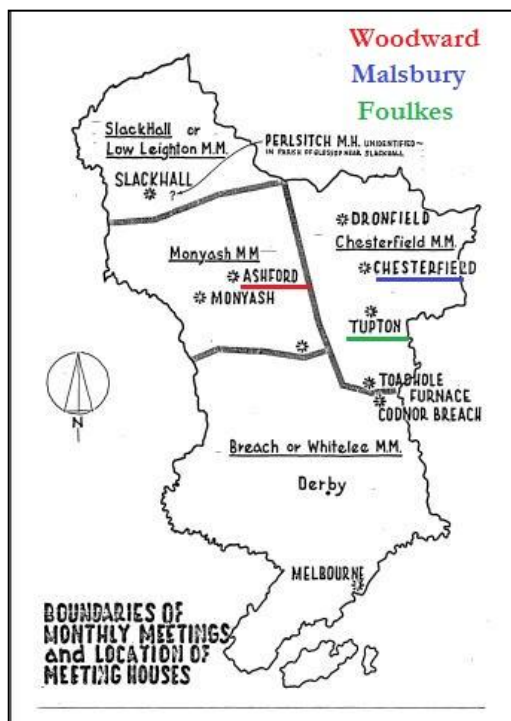 Woodward
Malsbury
Foulkes
SlackHall or
Low Leighton M.M.
PERLSITCH M.H. UNIDENTIFIED~
IN PARISH OF GLOSSOP NEAR SLACKHALL
SLACKHALL
?
DRONFIELD
Chesterfield M.M.
Monyash MM
ASHFORD
CHESTERFIELD
MONYASH
TUPTON
TOADHOLE
FURNACE
CODNOR BREACH
N
Breach or Whitelee M.M.
Derby
MELBOURNE
BOUNDARIES OF
MONTHLY MEETINGS
and LOCATION OF
MEETING HOUSES